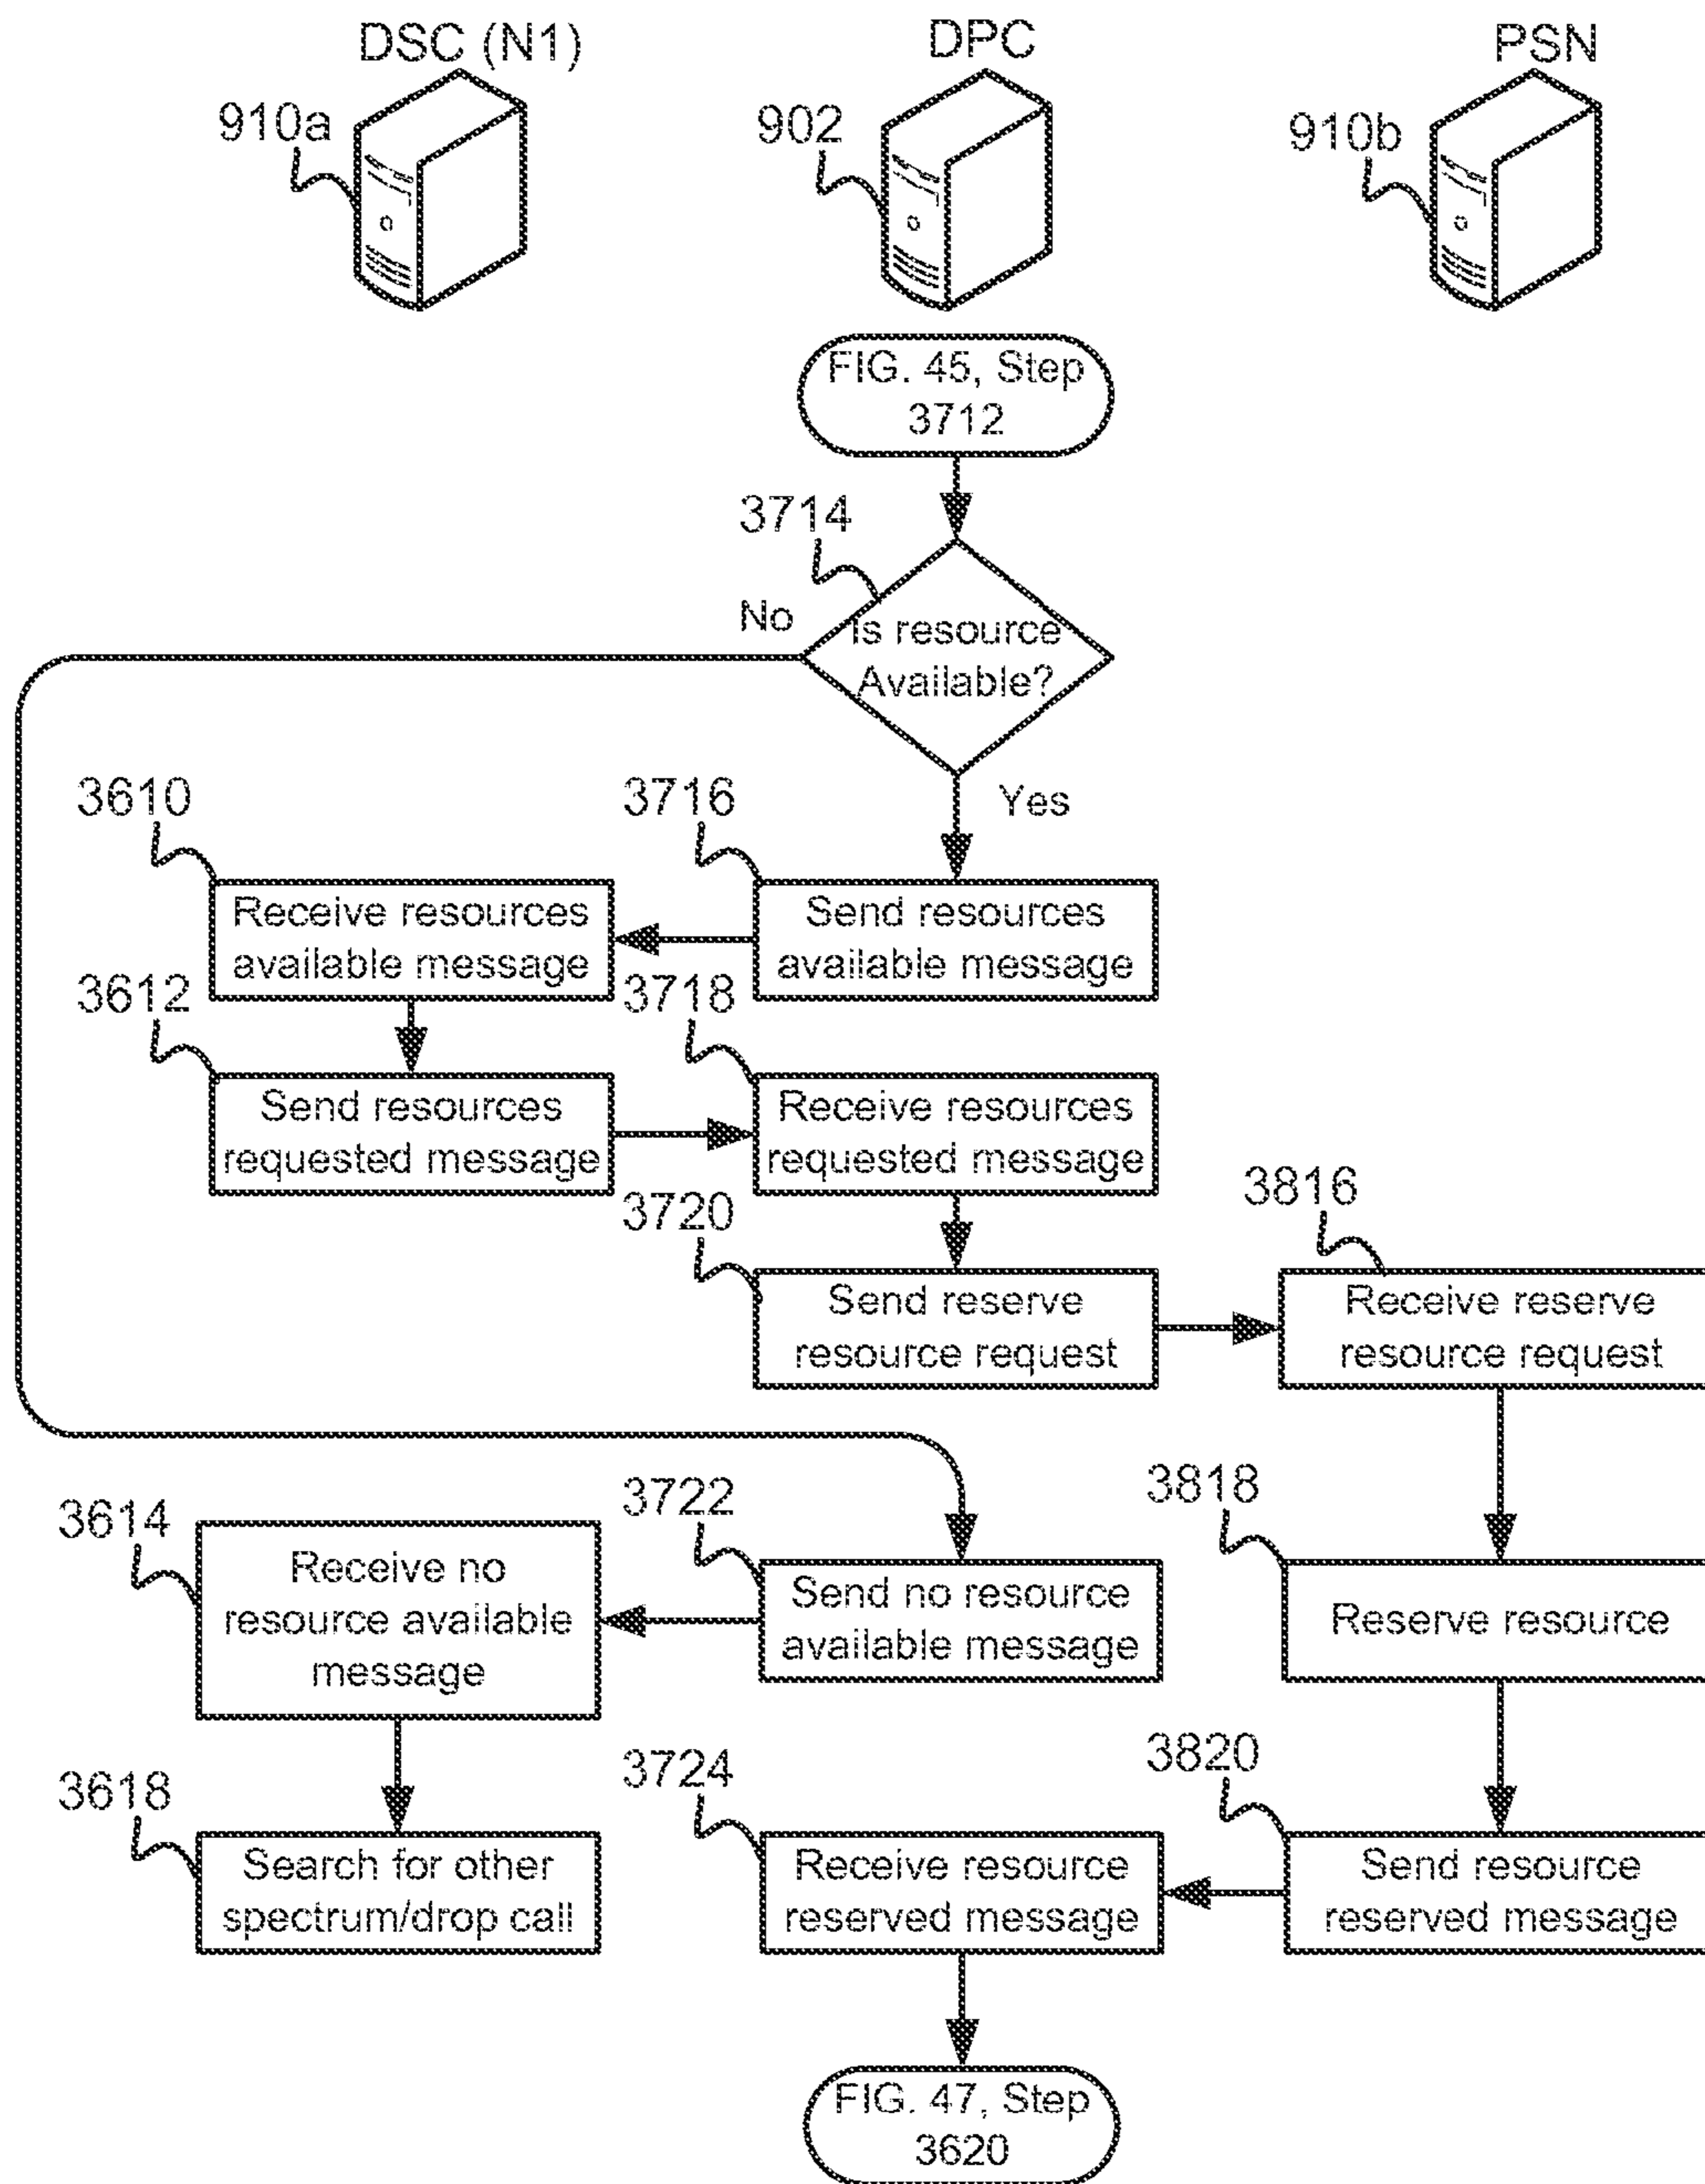 DSC (N1)
DPC
PSN
910a
902
910b
FIG. 45, Step
3712
3714
No
Is resource
Available?
Yes
3610
3716
Receive resources
available message
Send resources
available message
3612
3718
Send resources
requested message
Receive resources
requested message
3720
3816
Send reserve
resource request
Receive reserve
resource request
3614
3722
3818
Receive no
resource available
message
Send no resource
available message
Reserve resource
3618
3724
3820
Search for other
spectrum/drop call
Receive resource
reserved message
Send resource
reserved message
FIG. 47, Step
3620